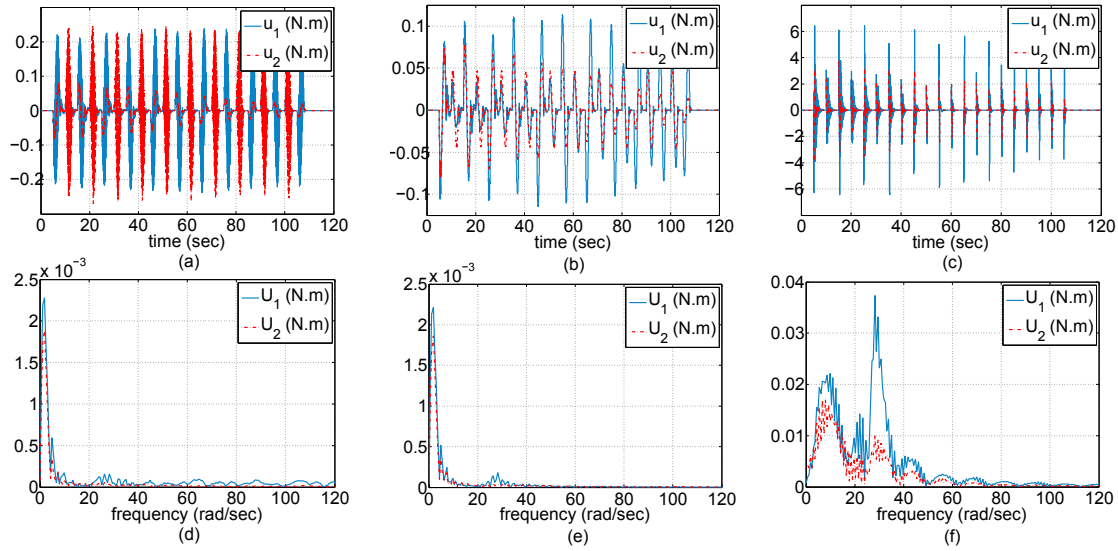 u1 (N.m)
u2 (N.m)
0.2
0.1
0
−0.1
−0.2
0 20 40 60 80 100 120
time (sec)
(a)
u1 (N.m)
u2 (N.m)
0.1
0.05
0
−0.05
−0.1
0 20 40 60 80 100 120
time (sec)
(b)
u1 (N.m)
u2 (N.m)
6
4
2
0
−2
−4
−6
0 20 40 60 80 100 120
time (sec)
(c)
x 10−3
2.5
2
1.5
1
0.5
0
U1 (N.m)
U2 (N.m)
0 20 40 60 80 100 120
frequency (rad/sec)
(d)
x 10−3
2.5
2
1.5
1
0.5
0
U1 (N.m)
U2 (N.m)
0 20 40 60 80 100 120
frequency (rad/sec)
(e)
0.04
0.03
0.02
0.01
0
U1 (N.m)
U2 (N.m)
0 20 40 60 80 100 120
frequency (rad/sec)
(f)